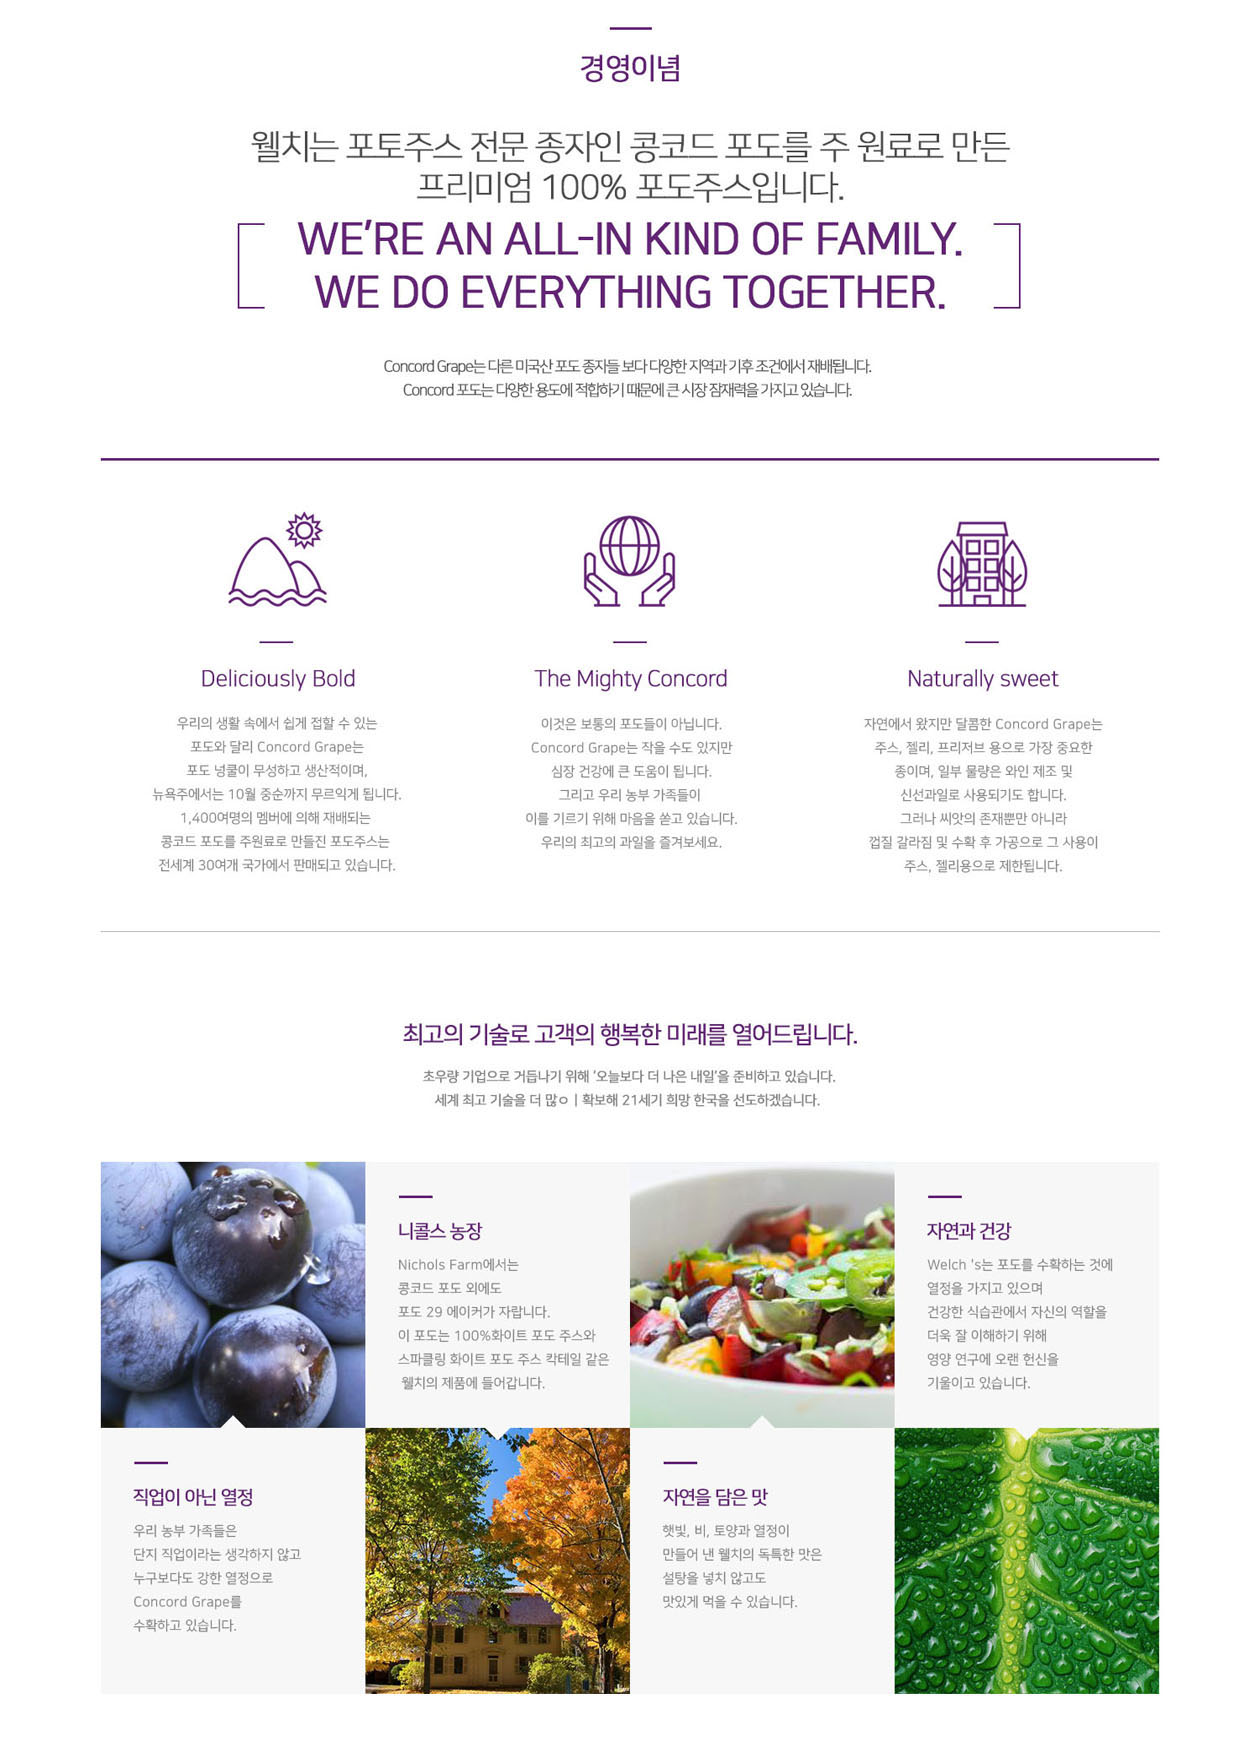 경영이념
웰치는 포토주스 전문 종자인 콩코드 포도를 주 원료로 만든
프리미엄 100% 포도주스입니다.
WE'RE AN ALL-IN KIND OF FAMILY.
WE DO EVERYTHING TOGETHER.
Concord Grape는 다른 미국산 포도 종자들 보다 다양한 지역과 기후 조건에서 재배됩니다.
Concord 포도는 다양한 용도에 적합하기 때문에 큰 시장 잠재력을 가지고 있습니다.
Deliciously Bold
우리의 생활 속에서 쉽게 접할 수 있는
포도와 달리 Concord Grape는
포도 넝쿨이 무성하고 생산적이며,
뉴욕주에서는 10월 중순까지 무르익게 됩니다.
1,400여명의 멤버에 의해 재배되는
콩코드 포도를 주원료로 만들진 포도주스는
전세계 30여개 국가에서 판매되고 있습니다.
The Mighty Concord
이것은 보통의 포도들이 아닙니다.
Concord Grape는 작을 수도 있지만
심장 건강에 큰 도움이 됩니다.
그리고 우리 농부 가족들이
이를 기르기 위해 마음을 쏟고 있습니다.
우리의 최고의 과일을 즐겨보세요.
Naturally sweet
자연에서 왔지만 달콤한 Concord Grape는
주스, 젤리, 프리저브 용으로 가장 중요한
종이며, 일부 물량은 와인 제조 및
신선과일로 사용되기도 합니다.
그러나 씨앗의 존재뿐만 아니라
껍질 갈라짐 및 수확 후 가공으로 그 사용이
주스, 젤리용으로 제한됩니다.
최고의 기술로 고객의 행복한 미래를 열어드립니다.
초우량 기업으로 거듭나기 위해 '오늘보다 더 나은 내일'을 준비하고 있습니다.
세계 최고 기술을 더 많ㅇㅣ확보해 21세기 희망 한국을 선도하겠습니다.
니콜스 농장
Nichols Farm에서는
콩코드 포도 외에도
포도 29 에이커가 자랍니다.
이 포도는 100%화이트 포도 주스와
스파클링 화이트 포도 주스 칵테일 같은
웰치의 제품에 들어갑니다.
자연과 건강
Welch 's는 포도를 수확하는 것에
열정을 가지고 있으며
건강한 식습관에서 자신의 역할을
더욱 잘 이해하기 위해
영양 연구에 오랜 헌신을
기울이고 있습니다.
직업이 아닌 열정
우리 농부 가족들은
단지 직업이라는 생각하지 않고
누구보다도 강한 열정으로
Concord Grape를
수확하고 있습니다.
자연을 담은 맛
햇빛, 비, 토양과 열정이
만들어 낸 웰치의 독특한 맛은
설탕을 넣치 않고도
맛있게 먹을 수 있습니다.